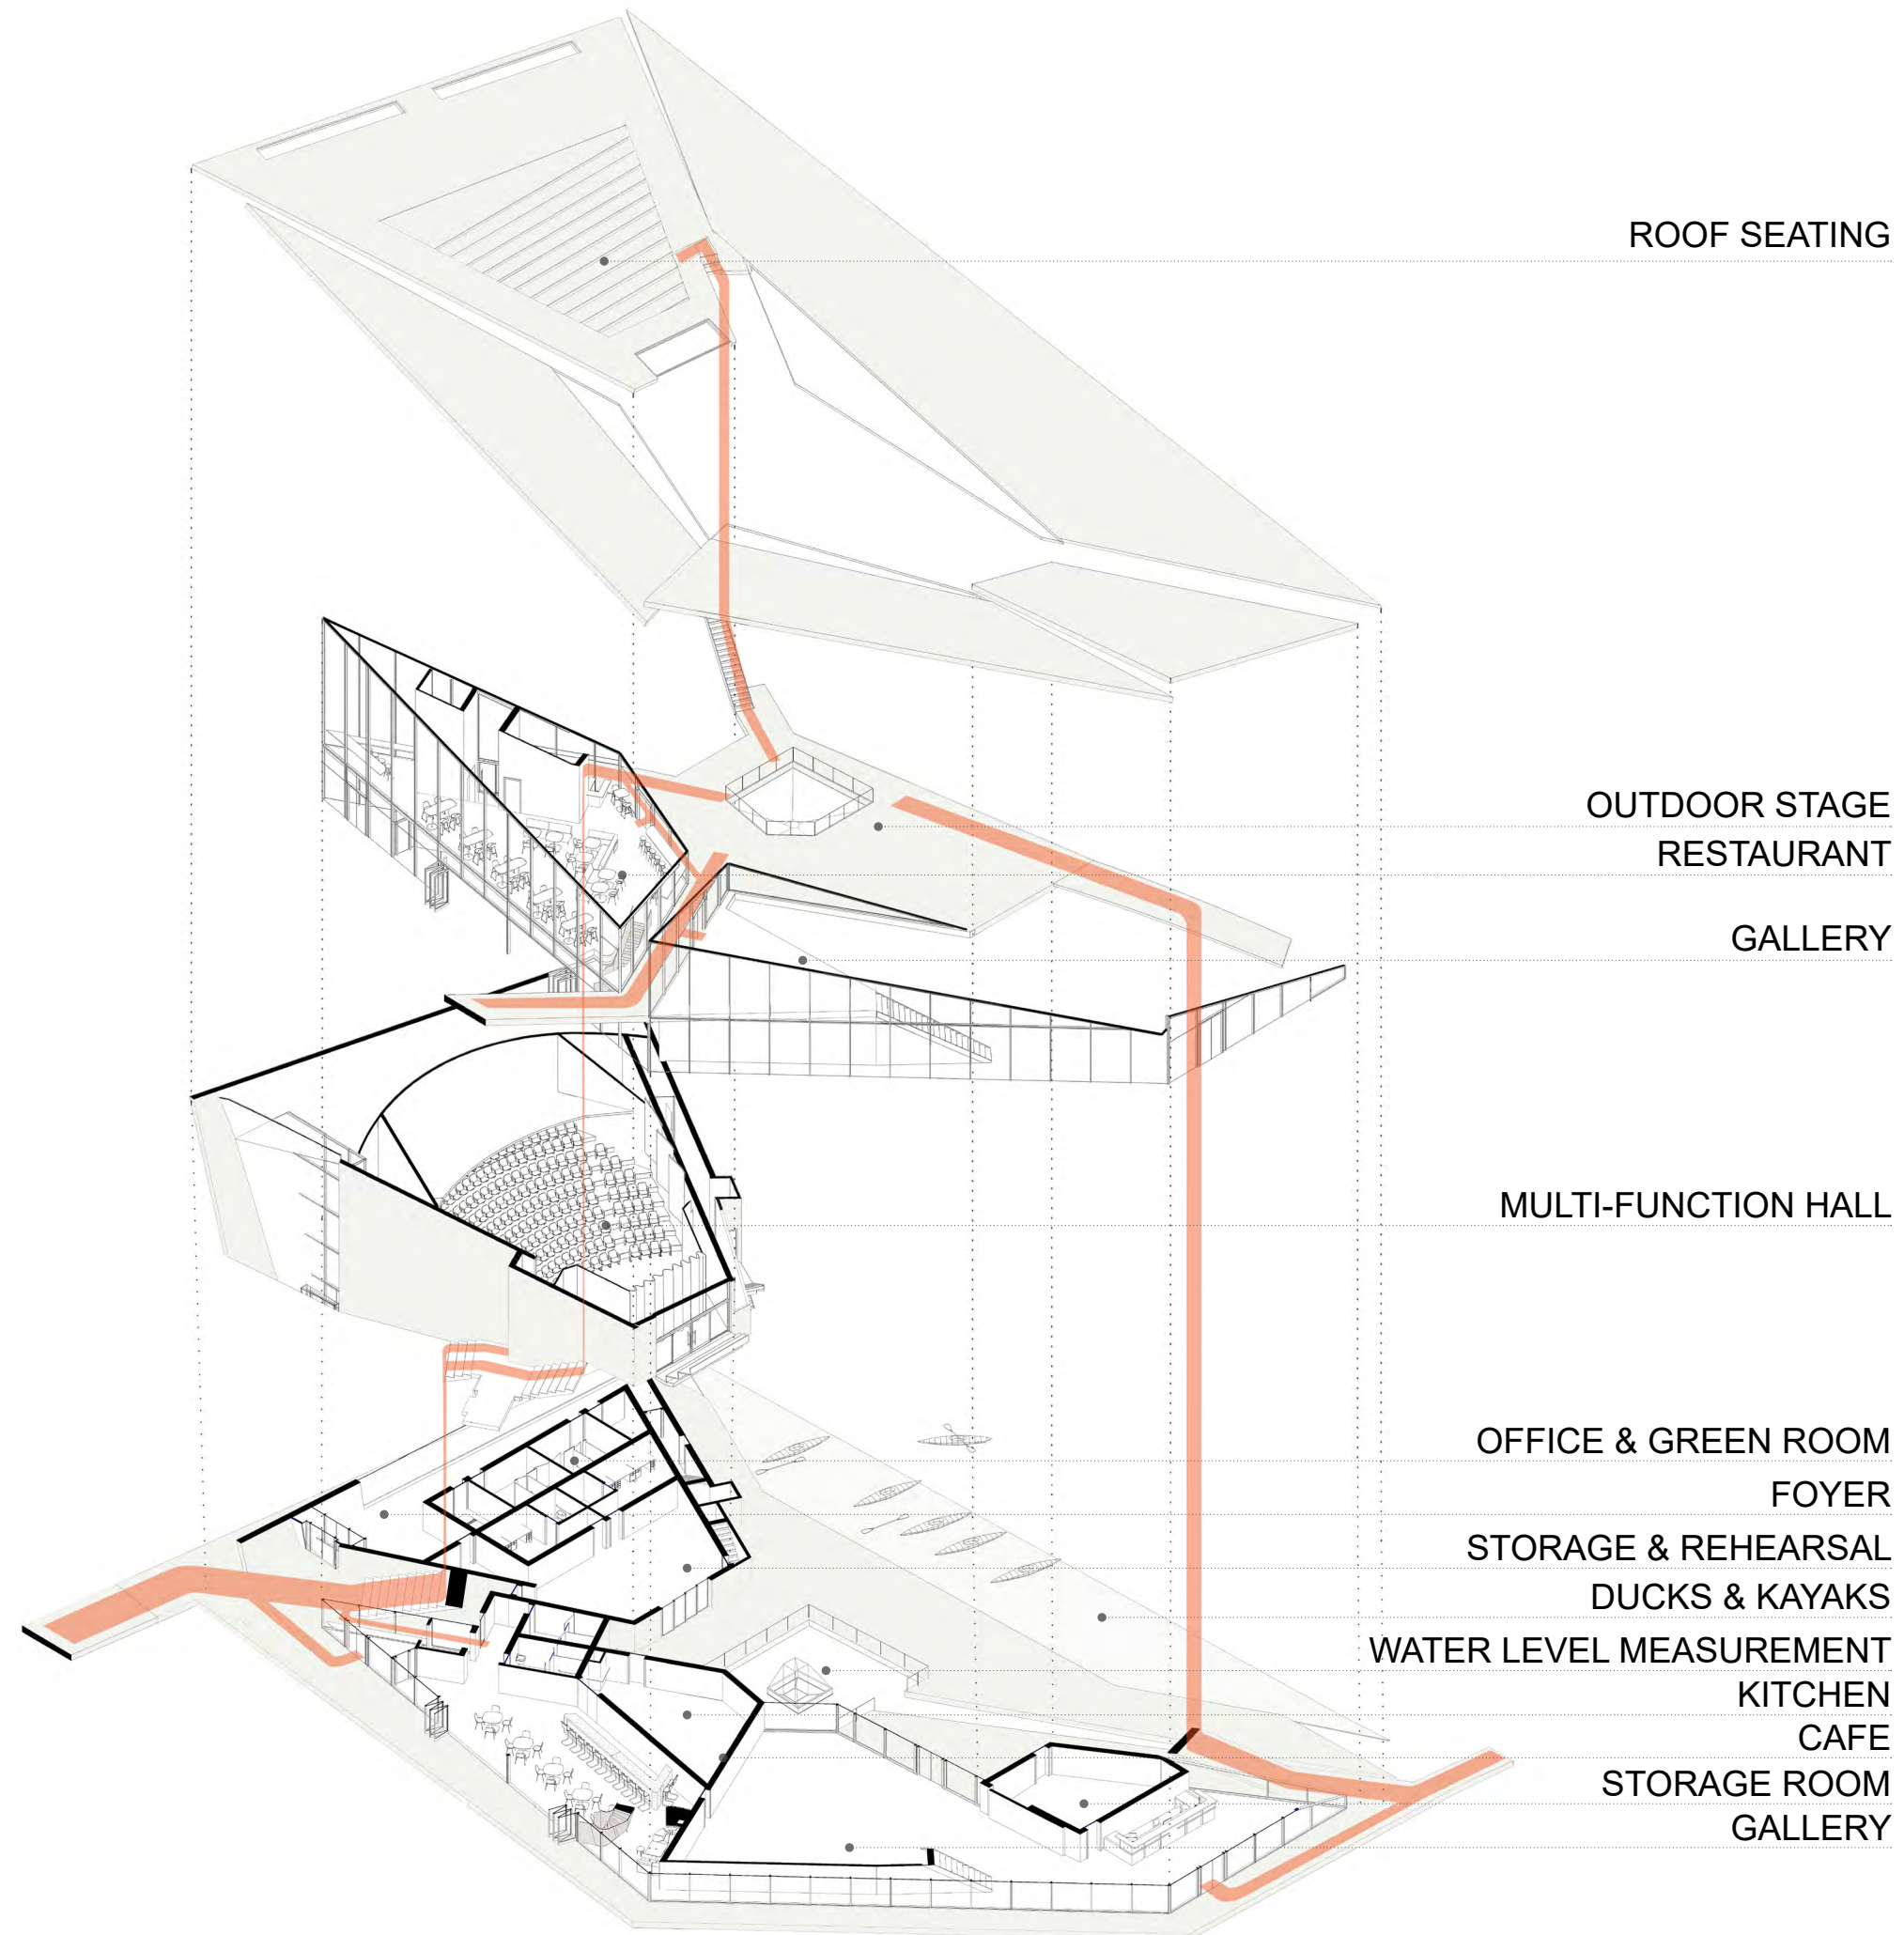 ROOF SEATING
OUTDOOR STAGE
RESTAURANT
GALLERY
MULTI-FUNCTION HALL
OFFICE & GREEN ROOM
FOYER
STORAGE & REHEARSAL
DUCKS & KAYAKS
WATER LEVEL MEASUREMENT
KITCHEN
CAFE
STORAGE ROOM
GALLERY